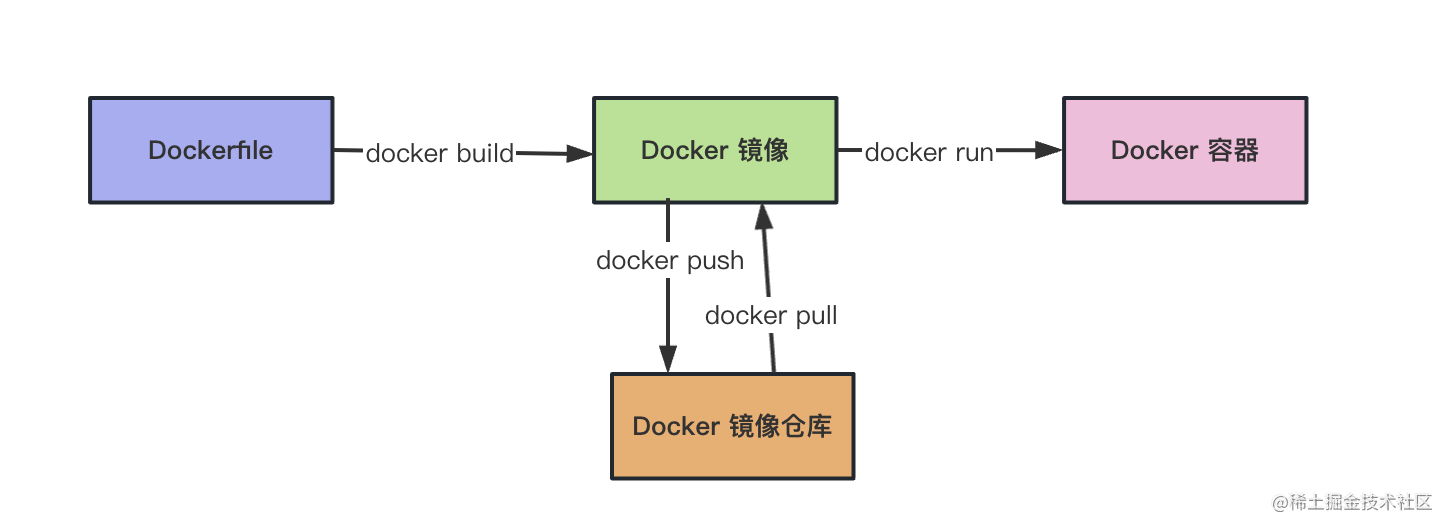 Dockerfile
docker build
Docker 镜像
docker run
Docker 容器
docker push
docker pull
Docker 镜像仓库
@稀土掘金技术社区